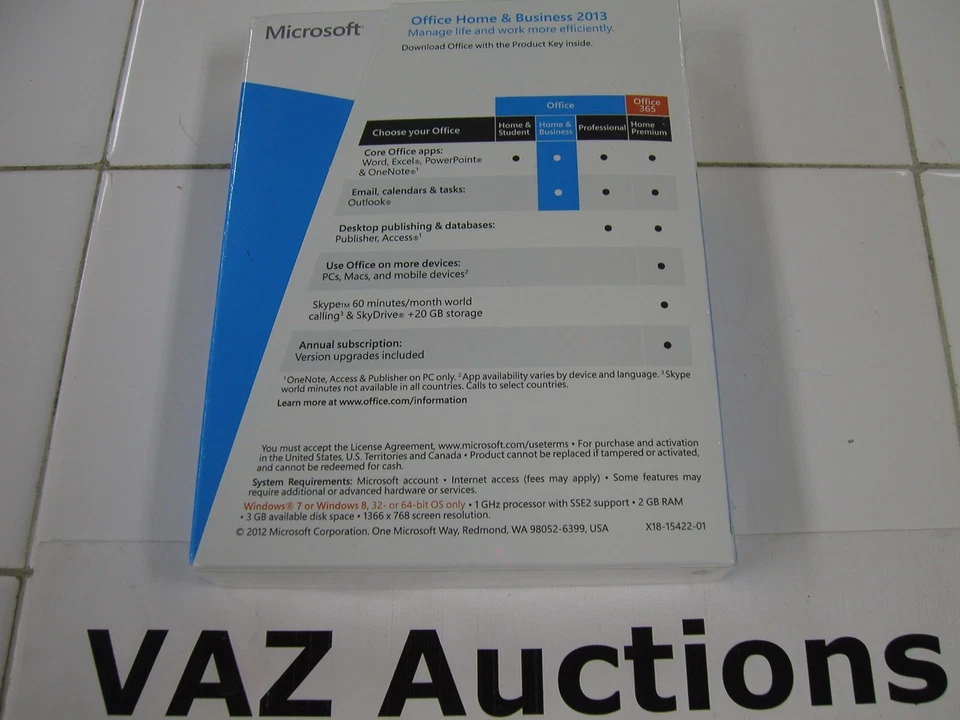 Microsoft
Office Home & Business 2013
Manage life and work more efficiently.
Download Office with the Product Key inside.
Office
Office 365
Choose your Office
Home & Student
Home & Business
Professional
Home Premium
Core Office apps:
Word, Excel®, PowerPoint®
& OneNote®¹
Email, calendars & tasks:
Outlook®
Desktop publishing & databases:
Publisher, Access®¹
Use Office on more devices:
PCs, Macs, and mobile devices²
Skype™ 60 minutes/month world
calling³ & SkyDrive® +20 GB storage
Annual subscription:
Version upgrades included
¹OneNote, Access & Publisher on PC only. ²App availability varies by device and language. ³Skype
world minutes not available in all countries. Calls to select countries.
Learn more at www.office.com/information
You must accept the License Agreement, www.microsoft.com/useterms • For purchase and activation
in the United States, U.S. Territories and Canada • Product cannot be replaced if tampered or activated,
and cannot be redeemed for cash.
System Requirements: Microsoft account • Internet access (fees may apply) • Some features may
require additional or advanced hardware or services.
Windows® 7 or Windows 8, 32- or 64-bit OS only • 1 GHz processor with SSE2 support • 2 GB RAM
• 3 GB available disk space • 1366 x 768 screen resolution.
© 2012 Microsoft Corporation. One Microsoft Way, Redmond, WA 98052-6399, USA
X18-15422-01
VAZ Auctions